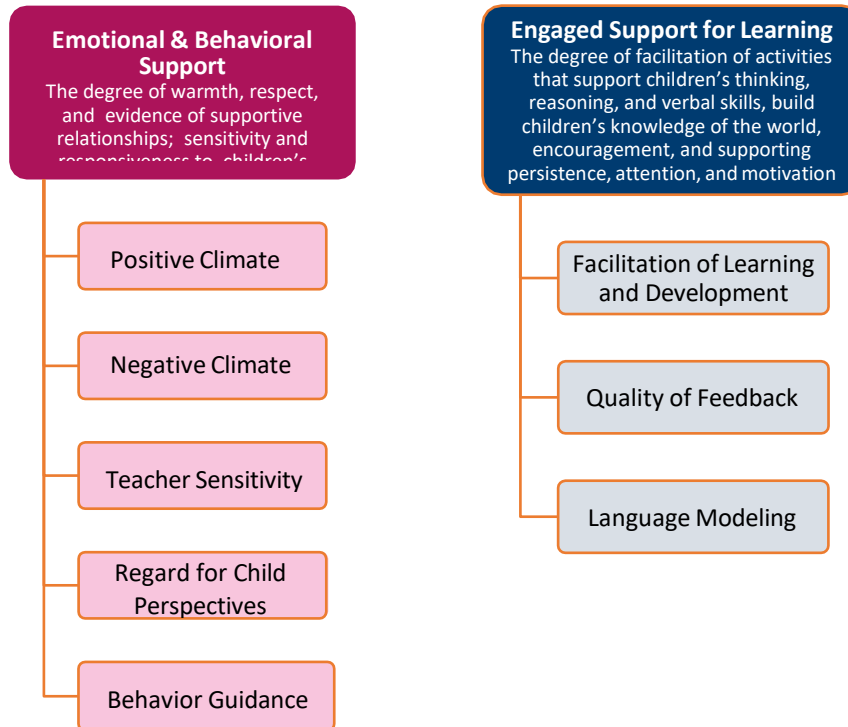 Emotional & Behavioral
Support
The degree of warmth, respect,
and evidence of supportive
relationships; sensitivity and
responsiveness to children’s
Positive Climate
Negative Climate
Teacher Sensitivity
Regard for Child
Perspectives
Behavior Guidance
Engaged Support for Learning
The degree of facilitation of activities
that support children’s thinking,
reasoning, and verbal skills, build
children’s knowledge of the world,
encouragement, and supporting
persistence, attention, and motivation
Facilitation of Learning
and Development
Quality of Feedback
Language Modeling